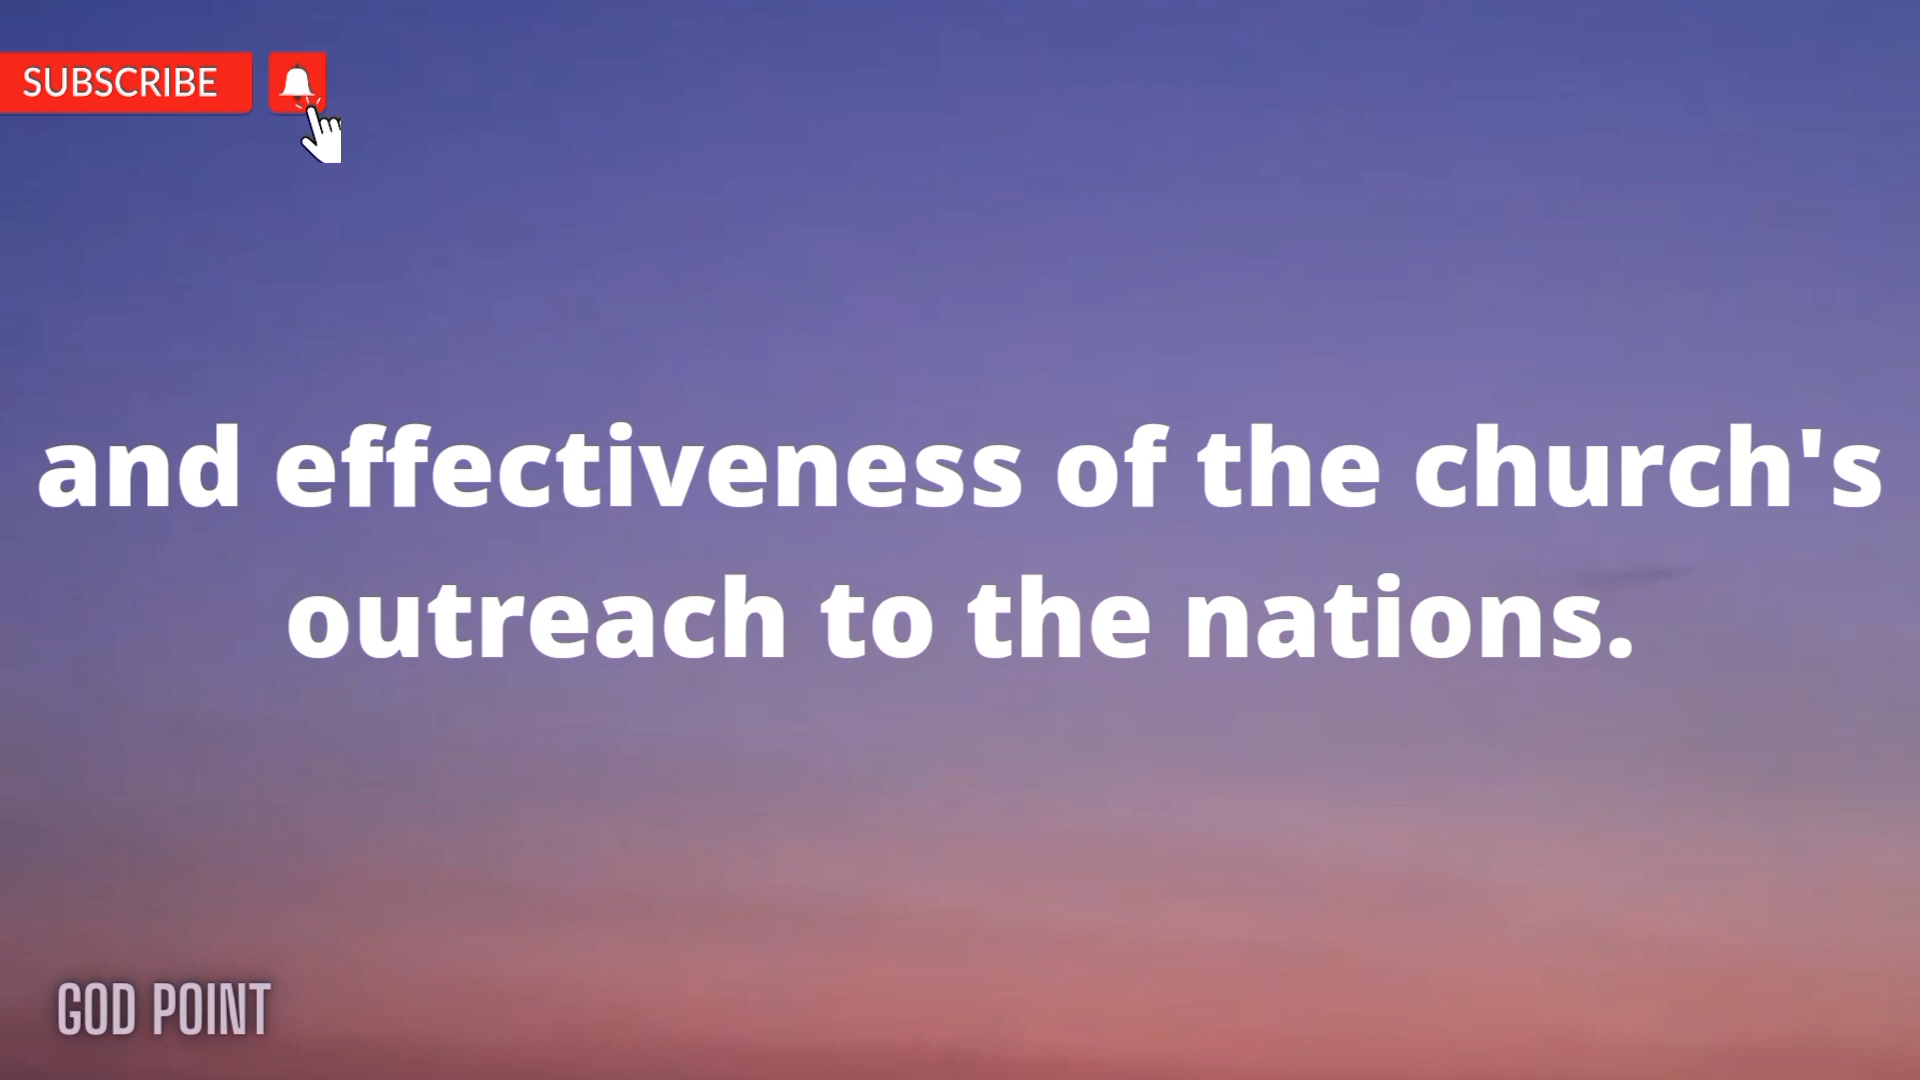 SUBSCRIBE
and effectiveness of the church's
outreach to the nations.
GOD POINT